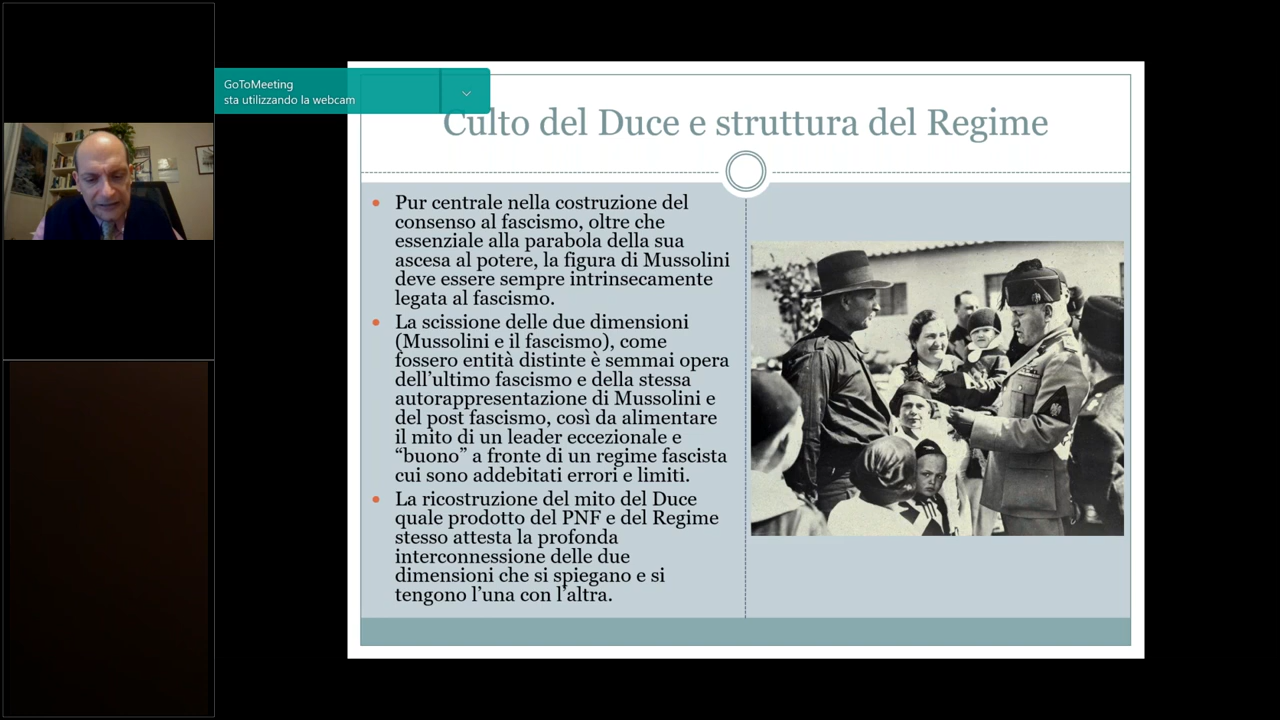 GoToMeeting
sta utilizzando la webcam
Culto del Duce e struttura del Regime
Pur centrale nella costruzione del
consenso al fascismo, oltre che
essenziale alla parabola della sua
ascesa al potere, la figura di Mussolini
deve essere sempre intrinsecamente
legata al fascismo.
La scissione delle due dimensioni
(Mussolini e il fascismo), come
fossero entità distinte è semmai opera
dell’ultimo fascismo e della stessa
autorappresentazione di Mussolini e
del post fascismo, così da alimentare
il mito di un leader eccezionale e
“buono” a fronte di un regime fascista
cui sono addebitati errori e limiti.
La ricostruzione del mito del Duce
quale prodotto del PNF e del Regime
stesso attesta la profonda
interconnessione delle due
dimensioni che si spiegano e si
tengono l’una con l’altra.